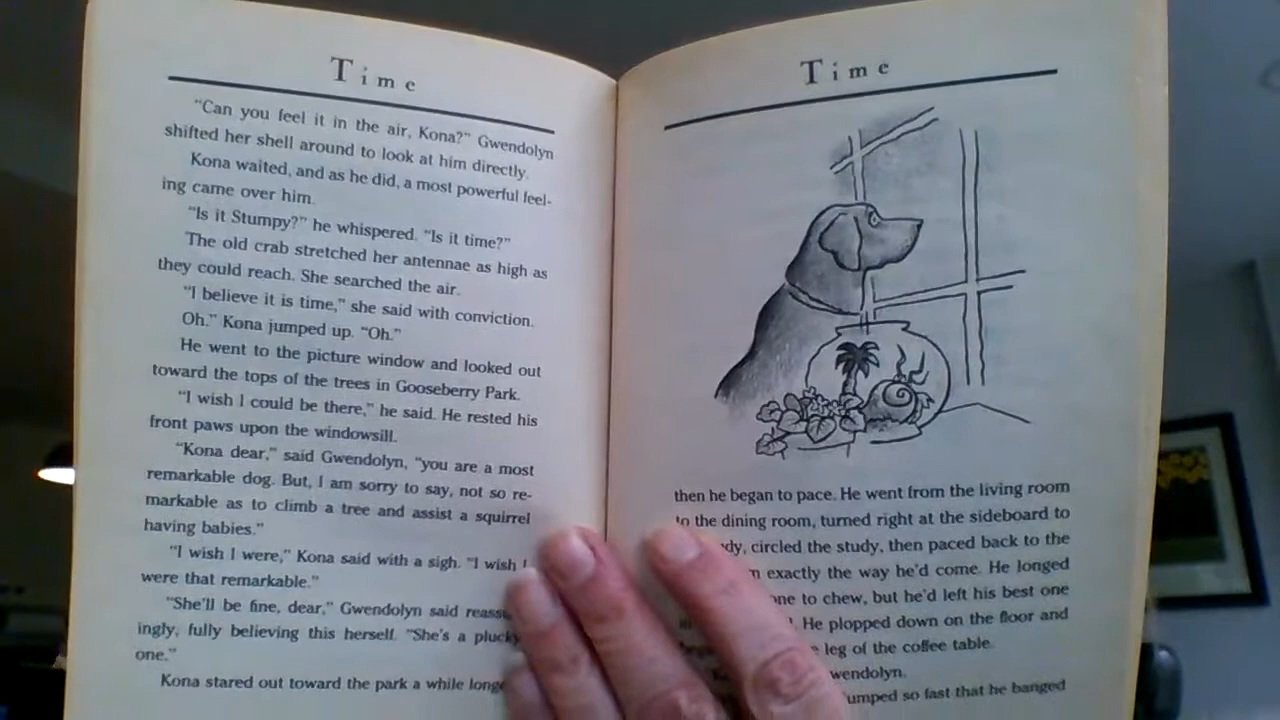 Time
"Can you feel it in the air, Kona?" Gwendolyn
shifted her shell around to look at him directly.
Kona waited, and as he did, a most powerful feel-
ing came over him.
"Is it Stumpy?" he whispered. "Is it time?"
The old crab stretched her antennae as high as
they could reach. She searched the air.
"I believe it is time," she said with conviction.
Oh." Kona jumped up. "Oh."
He went to the picture window and looked out
toward the tops of the trees in Gooseberry Park.
"I wish I could be there," he said. He rested his
front paws upon the windowsill.
"Kona dear," said Gwendolyn, "you are a most
remarkable dog. But, I am sorry to say, not so re-
markable as to climb a tree and assist a squirrel
having babies."
"I wish I were," Kona said with a sigh. "I wish I
were that remarkable."
"She'll be fine, dear," Gwendolyn said
ingly, fully believing this herself. "She's a plucky
one."
Kona stared out toward the park a while
Time
then he began to pace. He went from the living room
to the dining room, turned right at the sideboard to
circled the study, then paced back to the
exactly the way he'd come. He longed
to chew, but he'd left his best one
He plopped down on the floor and
leg of the coffee table.
so fast that he banged